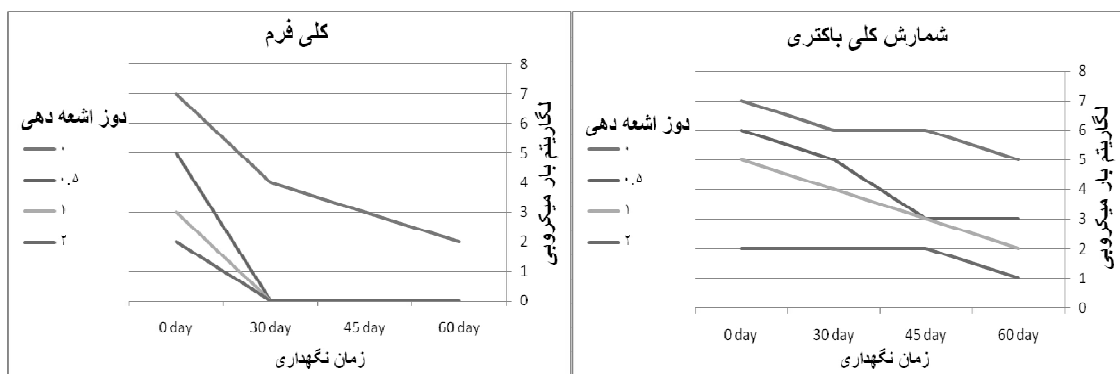 کلی فرم
8
7
6
5
4
3
2
1
0
لگاریتم بار میکروبی
دوز اشعه دهی
۰
۰.۵
۱
۲
0 day 30 day 45 day 60 day
زمان نگهداری
شمارش کلی باکتری
8
7
6
5
4
3
2
1
0
لگاریتم بار میکروبی
دوز اشعه دهی
۰
۰.۵
۱
۲
0 day 30 day 45 day 60 day
زمان نگهداری